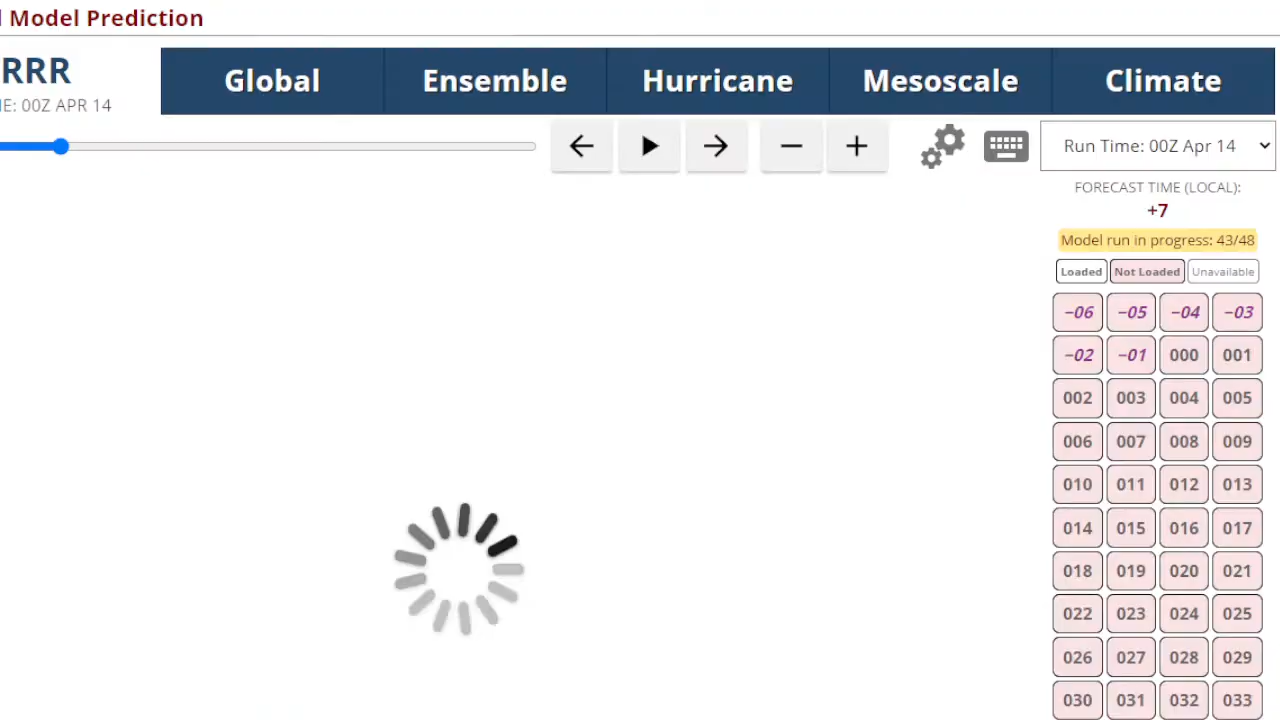 Model Prediction
RRR
E: 00Z APR 14
Global Ensemble Hurricane Mesoscale Climate
Run Time: 00Z Apr 14
FORECAST TIME (LOCAL):
+7
Model run in progress: 43/48
Loaded Not Loaded Unavailable
−06 −05 −04 −03
−02 −01 000 001
002 003 004 005
006 007 008 009
010 011 012 013
014 015 016 017
018 019 020 021
022 023 024 025
026 027 028 029
030 031 032 033